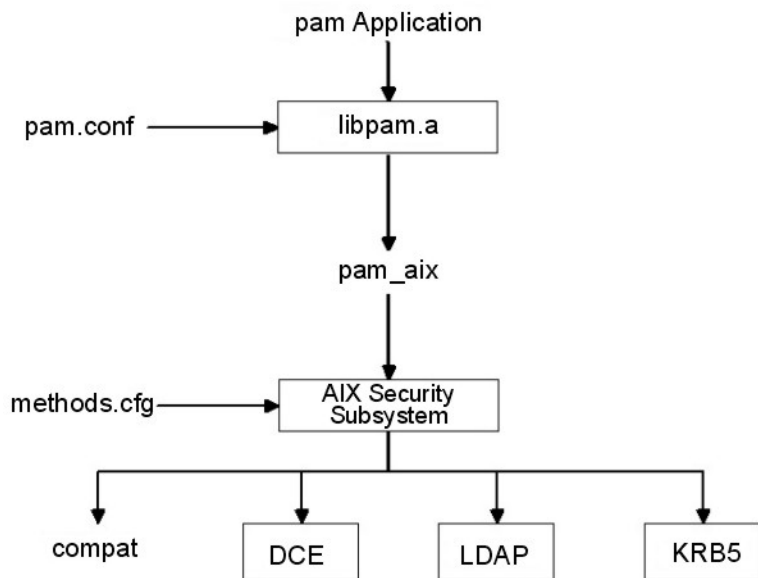 pam Application
pam.conf
libpam.a
pam_aix
methods.cfg
AIX Security
Subsystem
compat
DCE
LDAP
KRB5